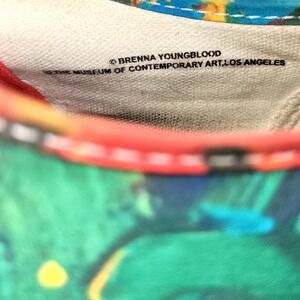 © BRENNA YOUNGBLOOD
© THE MUSEUM OF CONTEMPORARY ART, LOS ANGELES